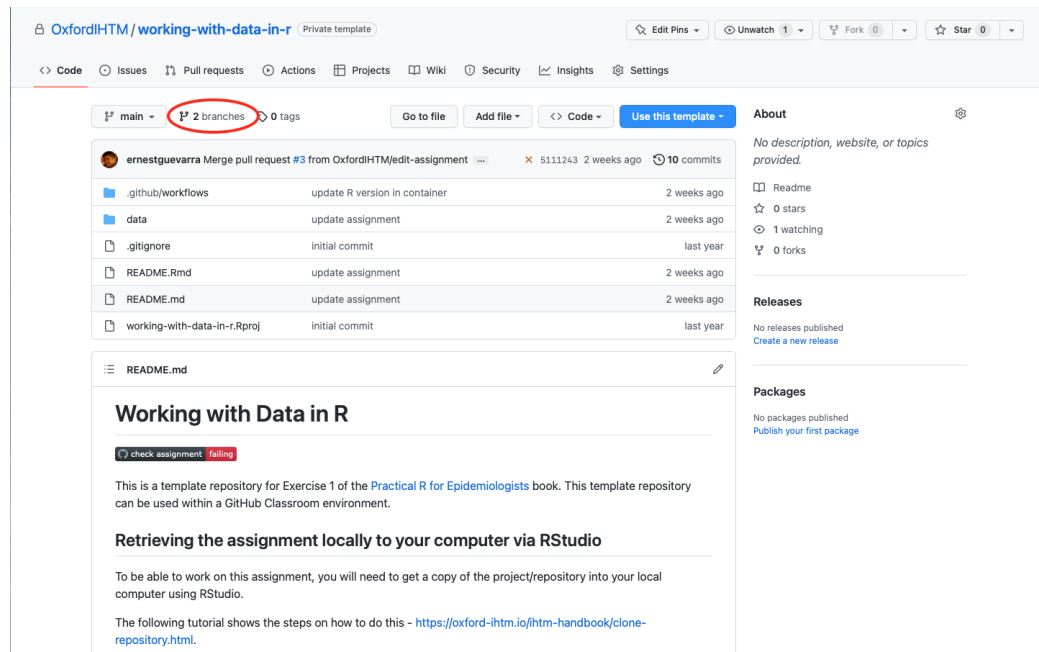 OxfordIHTM / working-with-data-in-r Private template
Edit Pins Unwatch 1 Fork 0 Star 0
Code Issues Pull requests Actions Projects Wiki Security Insights Settings
main 2 branches 0 tags Go to file Add file Code Use this template
ernestguevarra Merge pull request #3 from OxfordIHTM/edit-assignment ... 5111243 2 weeks ago 10 commits
.github/workflows update R version in container 2 weeks ago
data update assignment 2 weeks ago
.gitignore initial commit last year
README.Rmd update assignment 2 weeks ago
README.md update assignment 2 weeks ago
working-with-data-in-r.Rproj initial commit last year
README.md
Working with Data in R
check assignment failing
This is a template repository for Exercise 1 of the Practical R for Epidemiologists book. This template repository
can be used within a GitHub Classroom environment.
Retrieving the assignment locally to your computer via RStudio
To be able to work on this assignment, you will need to get a copy of the project/repository into your local
computer using RStudio.
The following tutorial shows the steps on how to do this - https://oxford-ihtm.io/ihtm-handbook/clone-
repository.html.
About
No description, website, or topics
provided.
Readme
0 stars
1 watching
0 forks
Releases
No releases published
Create a new release
Packages
No packages published
Publish your first package